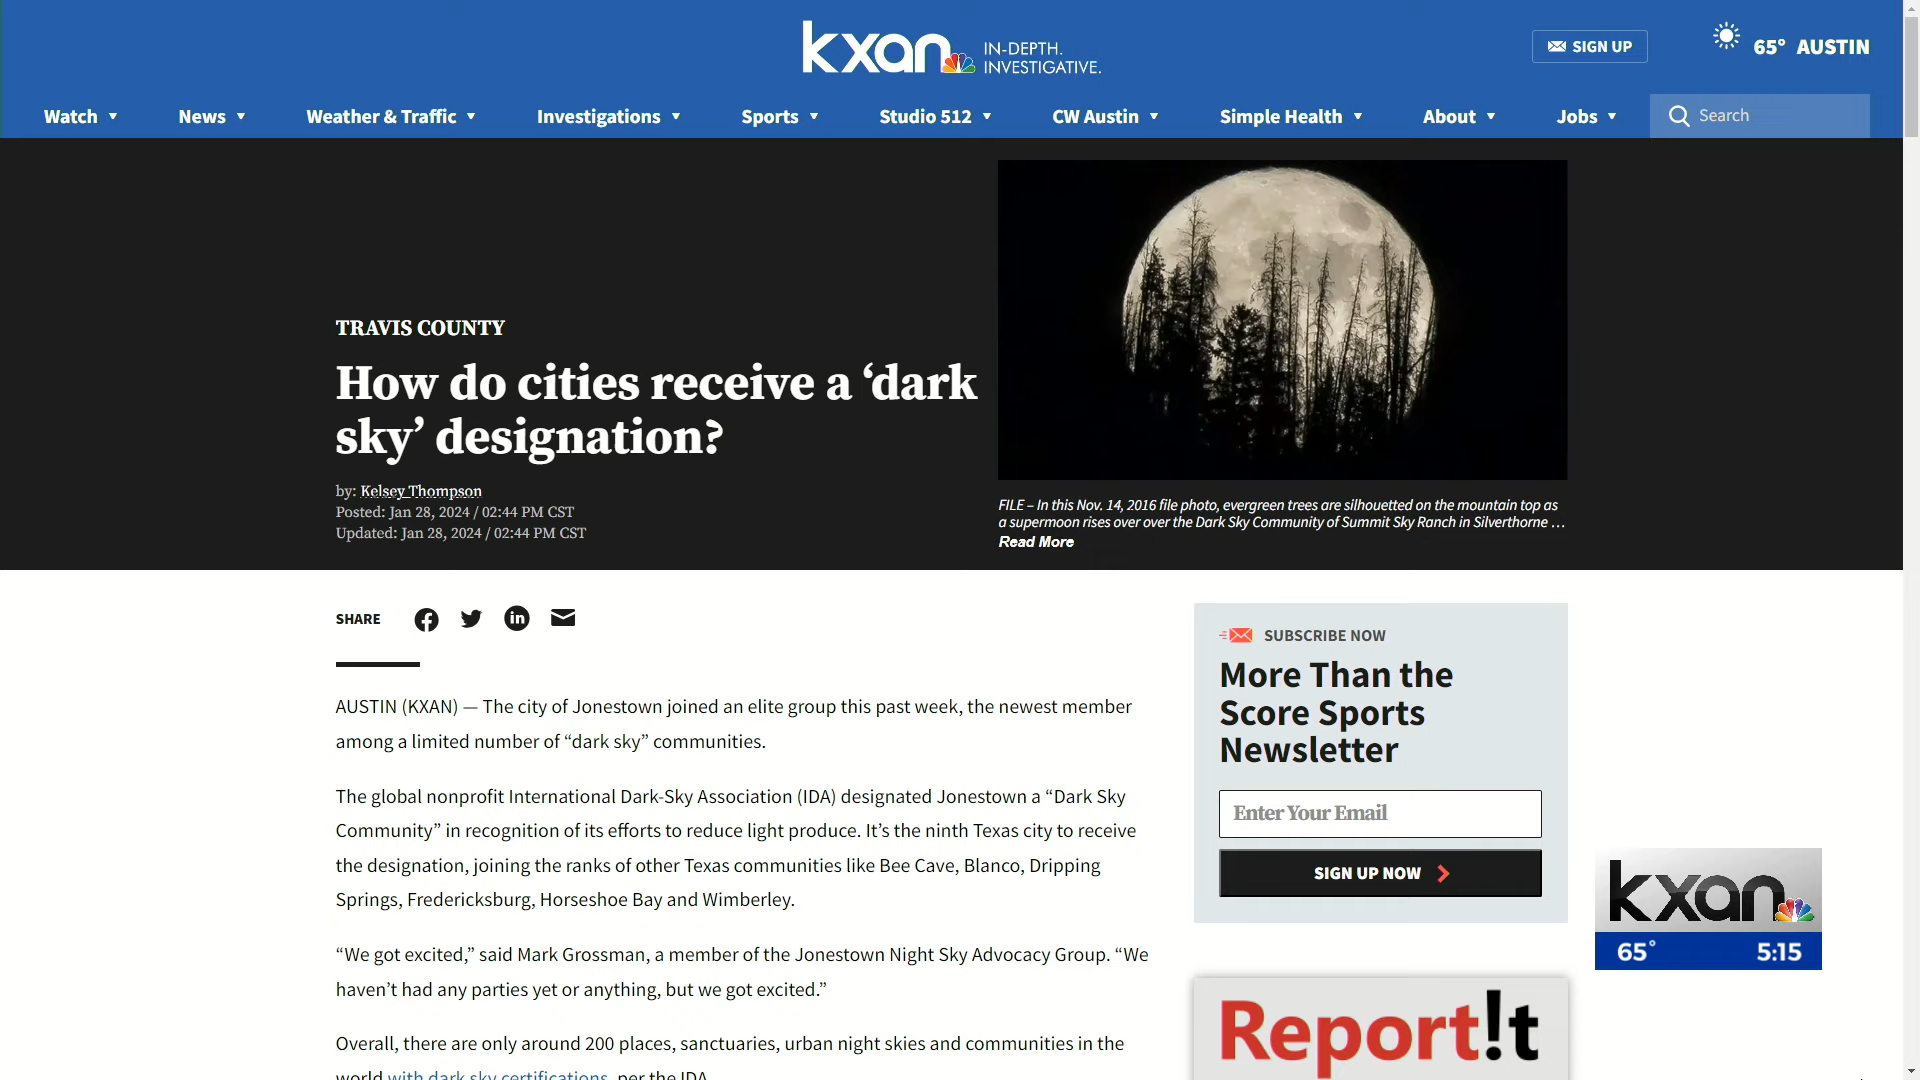 kxan
IN-DEPTH.
INVESTIGATIVE.
SIGN UP
65° AUSTIN
Watch
News
Weather & Traffic
Investigations
Sports
Studio 512
CW Austin
Simple Health
About
Jobs
Search
TRAVIS COUNTY
How do cities receive a ‘dark
sky’ designation?
by: Kelsey Thompson
Posted: Jan 28, 2024 / 02:44 PM CST
Updated: Jan 28, 2024 / 02:44 PM CST
FILE – In this Nov. 14, 2016 file photo, evergreen trees are silhouetted on the mountain top as
a supermoon rises over over the Dark Sky Community of Summit Sky Ranch in Silverthorne …
Read More
SHARE
AUSTIN (KXAN) — The city of Jonestown joined an elite group this past week, the newest member
among a limited number of “dark sky” communities.
The global nonprofit International Dark-Sky Association (IDA) designated Jonestown a “Dark Sky
Community” in recognition of its efforts to reduce light produce. It’s the ninth Texas city to receive
the designation, joining the ranks of other Texas communities like Bee Cave, Blanco, Dripping
Springs, Fredericksburg, Horseshoe Bay and Wimberley.
“We got excited,” said Mark Grossman, a member of the Jonestown Night Sky Advocacy Group. “We
haven’t had any parties yet or anything, but we got excited.”
Overall, there are only around 200 places, sanctuaries, urban night skies and communities in the
world with dark sky certifications, per the IDA.
SUBSCRIBE NOW
More Than the
Score Sports
Newsletter
Enter Your Email
SIGN UP NOW
Report!t
kxan
65° 5:15